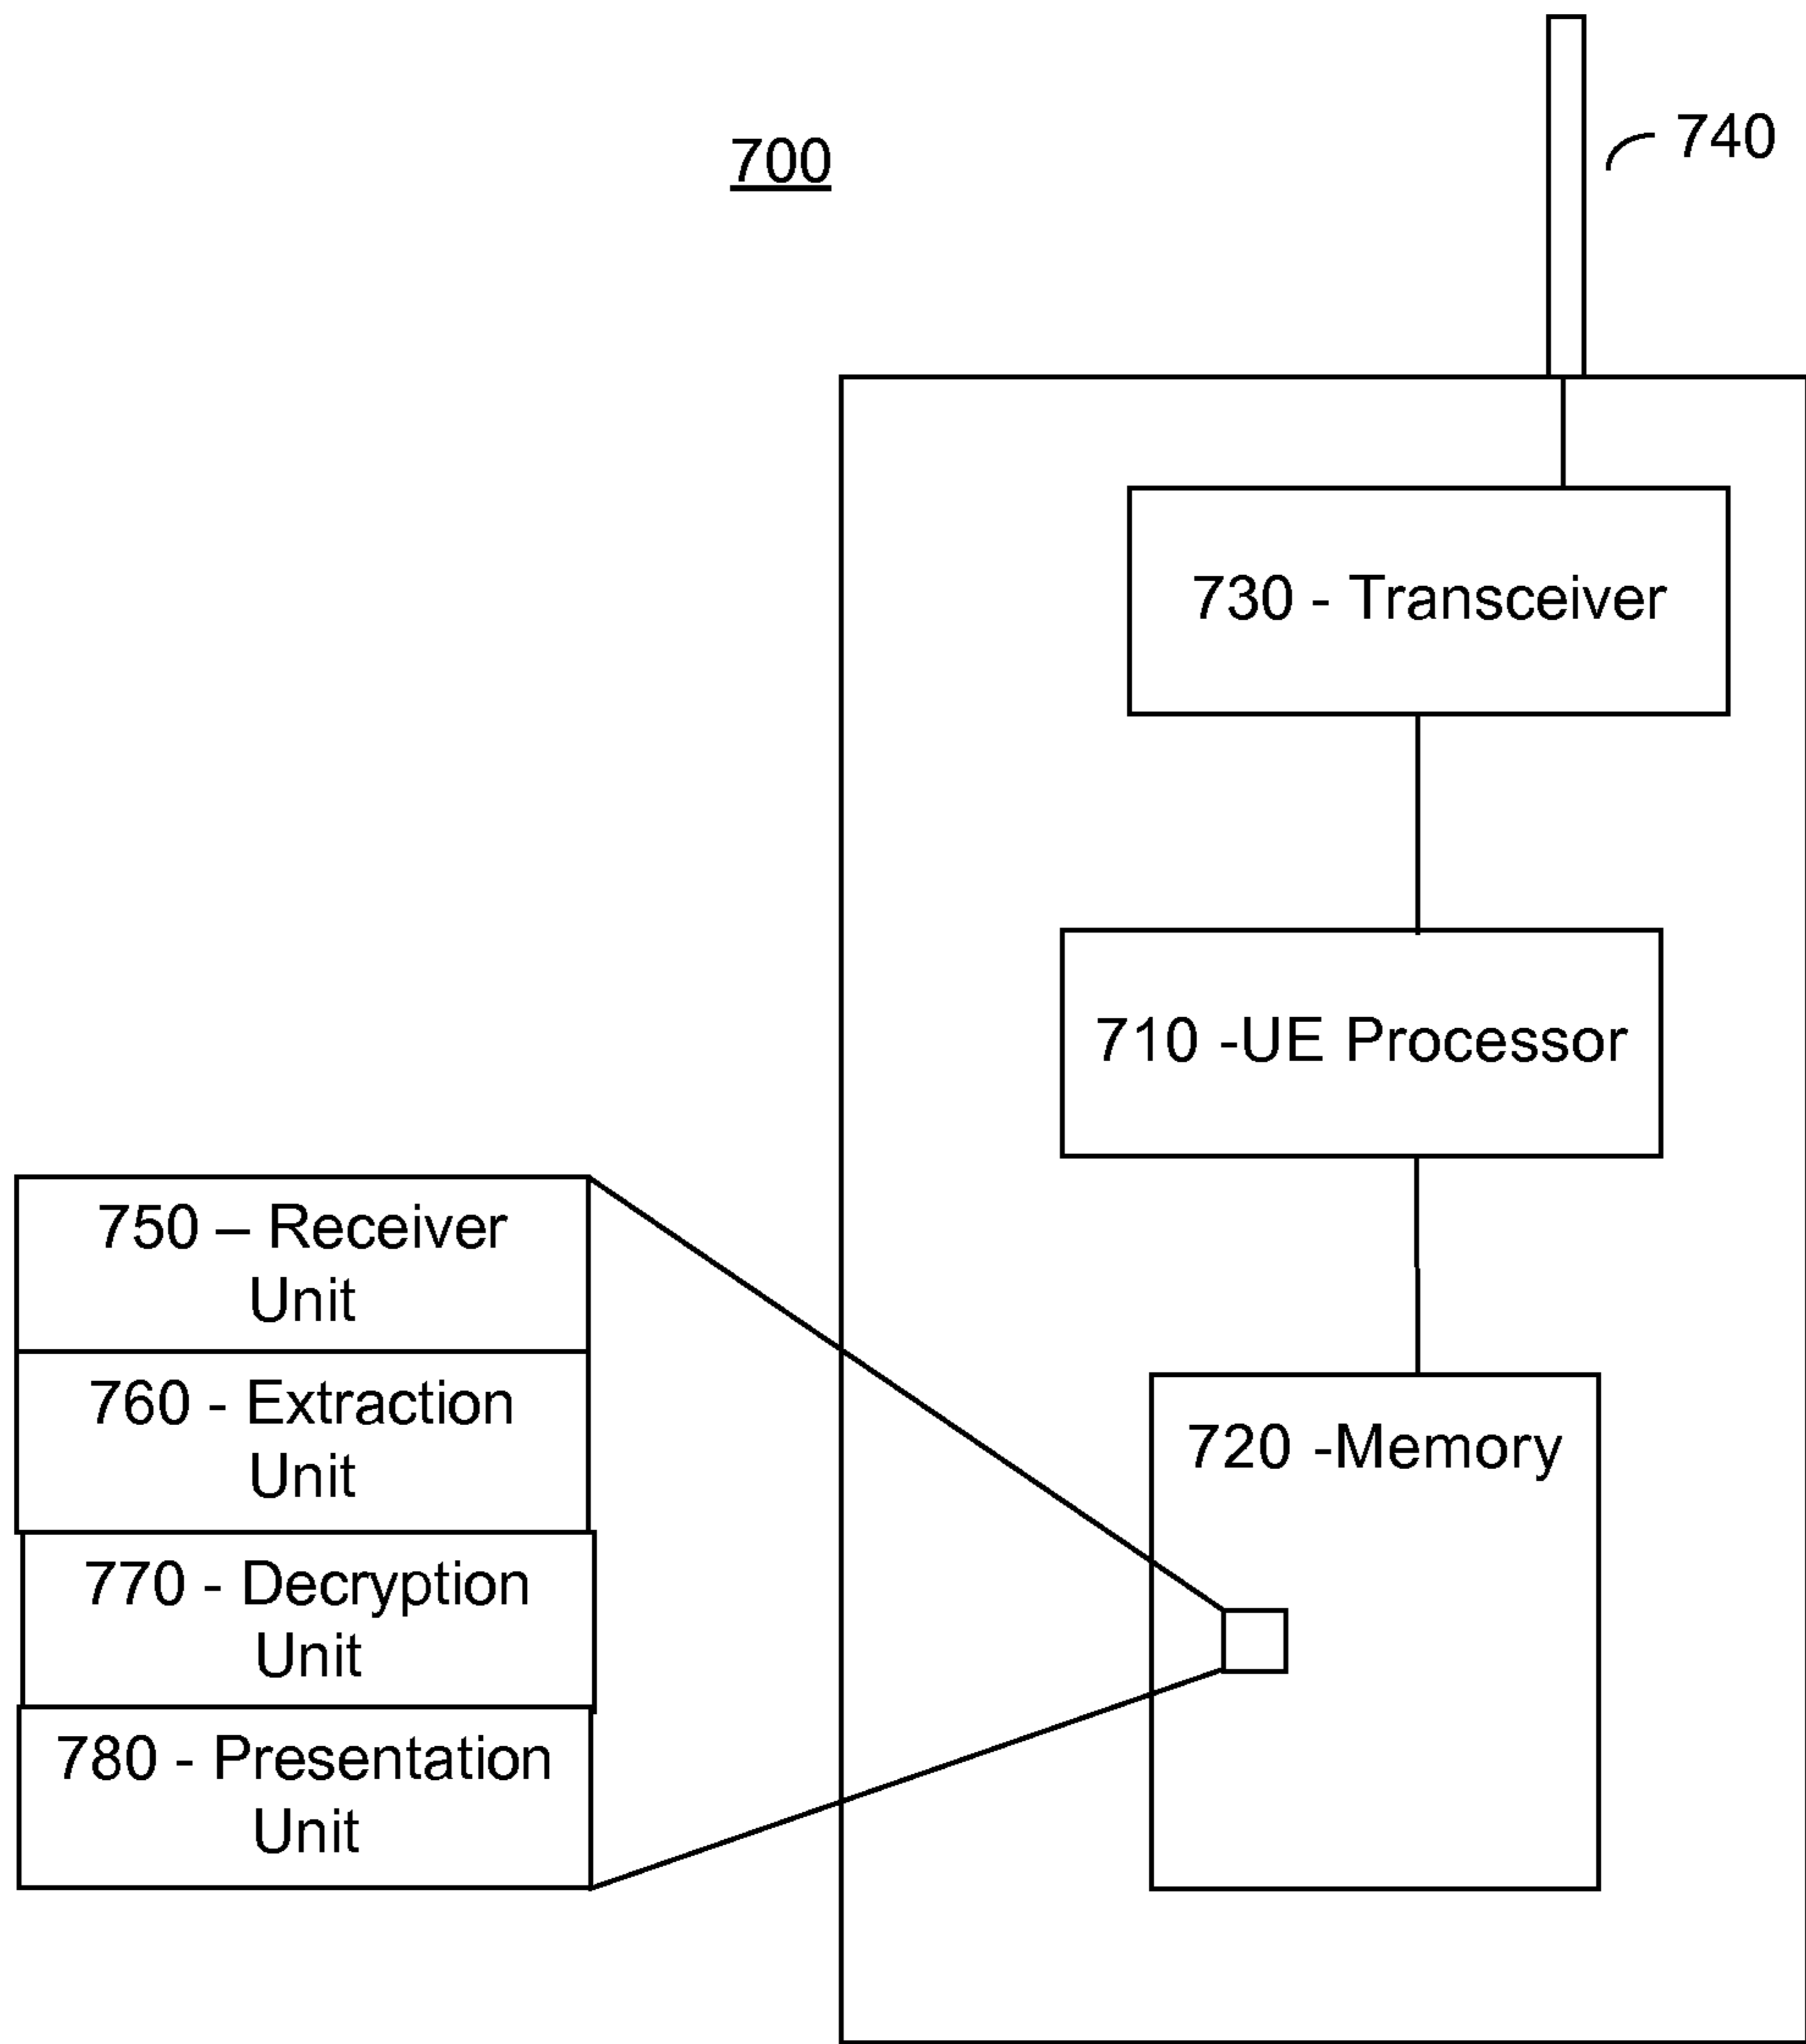 700
740
730 - Transceiver
710 -UE Processor
750 – Receiver
Unit
760 - Extraction
Unit
770 - Decryption
Unit
780 - Presentation
Unit
720 -Memory